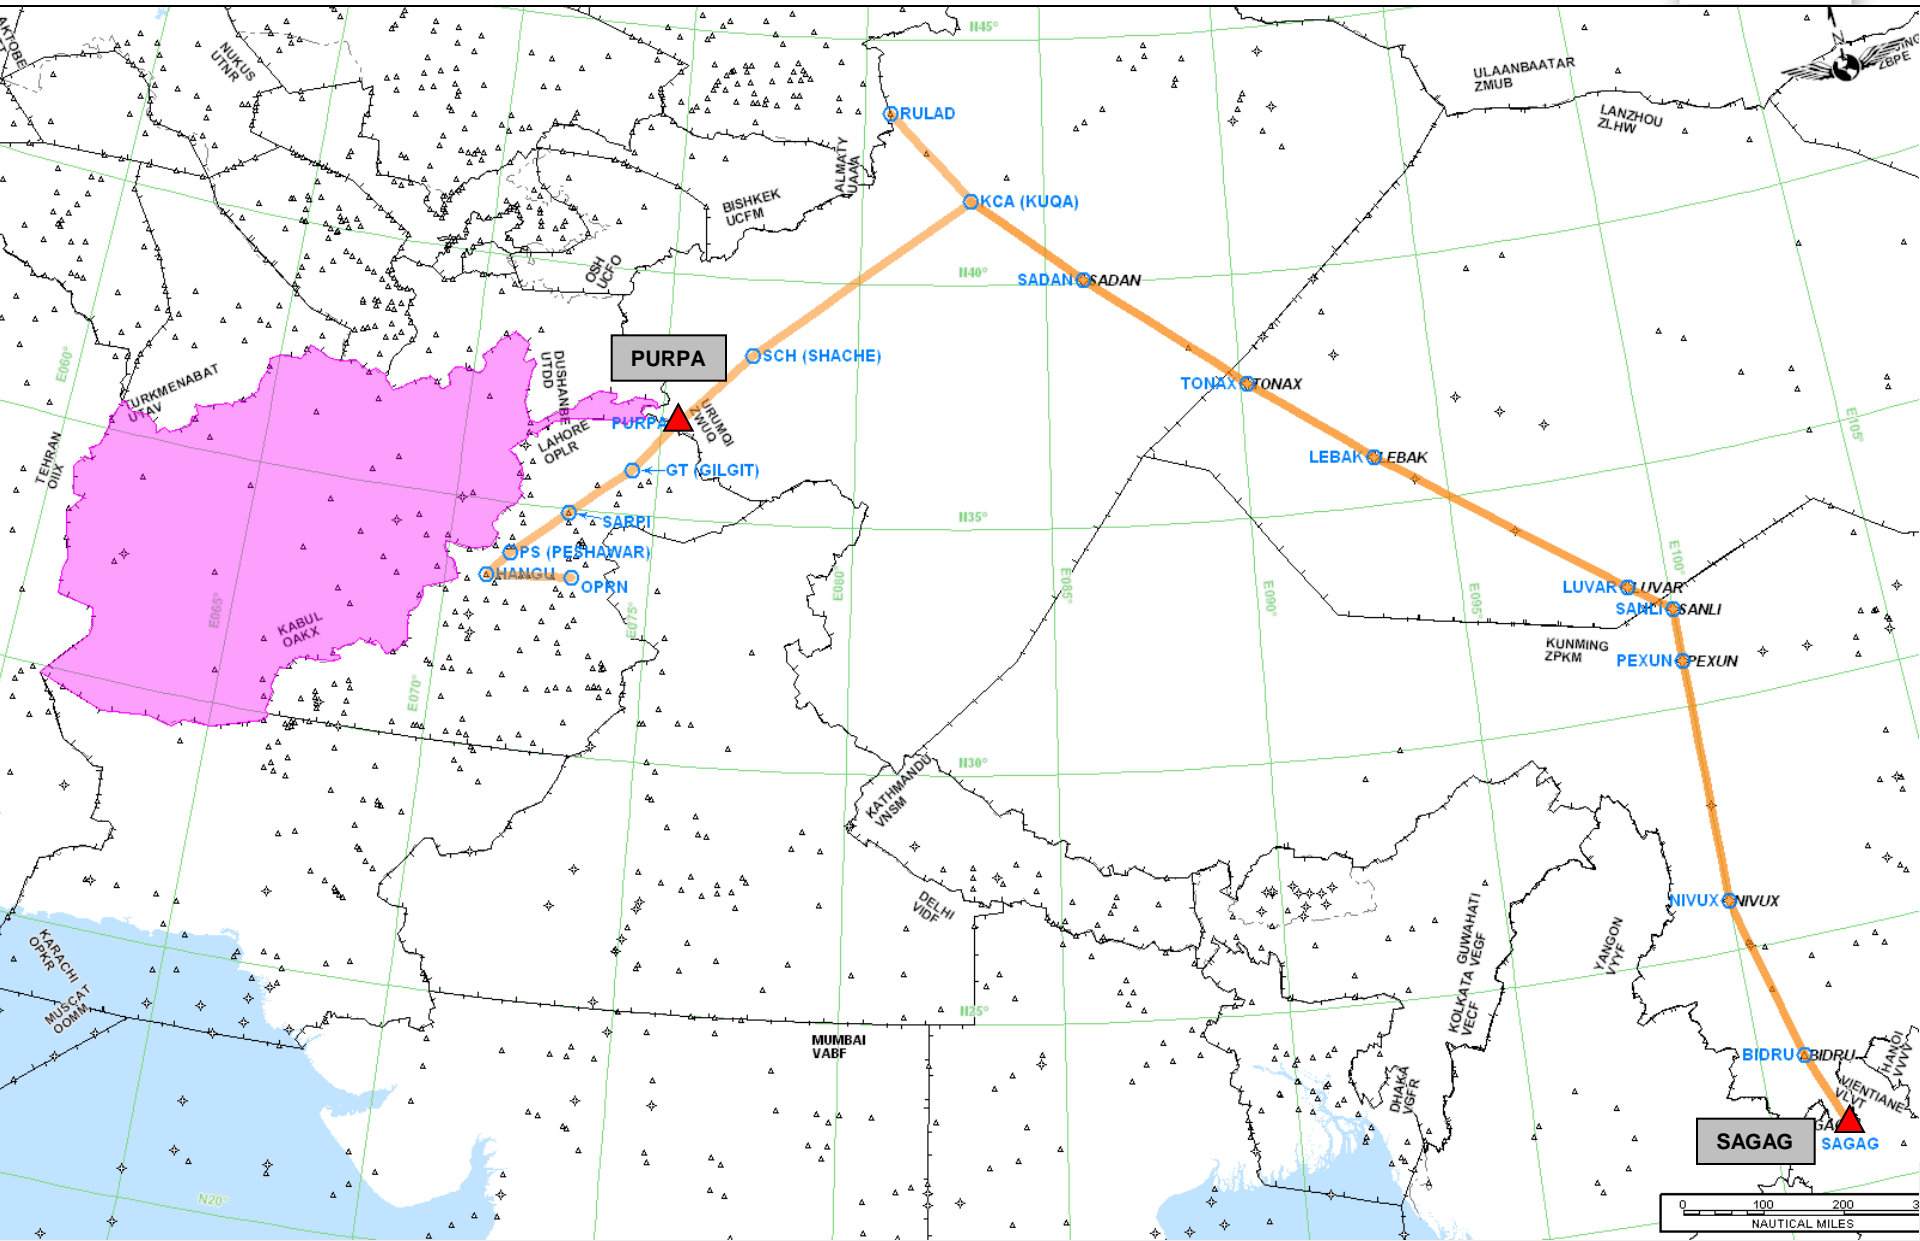 N45°
NUKUS
UTNR
ULAANBAATAR
ZMUB
ZBPE
N
LANZHOU
ZLHW
RULAD
ALMATY
UAAA
BISHKEK
UCFM
KCA (KUQA)
OSH
UCFO
N40°
SADAN
SADAN
PURPA
SCH (SHACHE)
E060°
TURKMENABAT
UTAV
DUSHANBE
UTDD
TONAX
TONAX
PURPA
URUMQI
ZWUQ
E105°
TEHRAN
OIIX
LAHORE
OPLR
GT (GILGIT)
LEBAK
LEBAK
SARPI
N35°
PS (PESHAWAR)
HANGU
OPRN
E065°
E070°
E075°
E080°
E085°
E090°
E095°
E100°
LUVAR
LUVAR
SANLI
SANLI
KABUL
OAKX
KUNMING
ZPKM
PEXUN
PEXUN
N30°
KATHMANDU
VNSM
DELHI
VIDF
NIVUX
NIVUX
GUWAHATI
VEGF
KOLKATA
VECF
YANGON
VYYF
KARACHI
OPKR
MUSCAT
OOMM
N25°
MUMBAI
VABF
BIDRU
BIDRU
HANOI
VVVV
DHAKA
VGFR
VIENTIANE
VLVT
SAGAG
SAGAG
N20°
0 100 200
NAUTICAL MILES